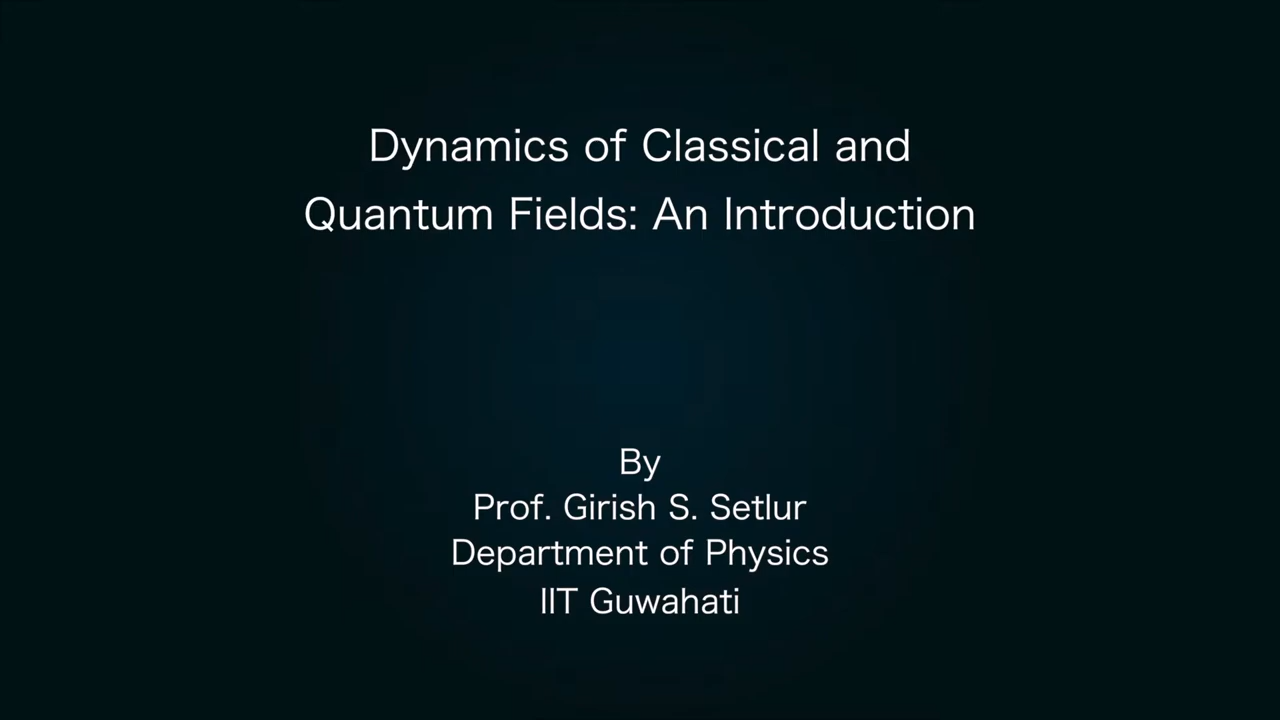 Dynamics of Classical and
Quantum Fields: An Introduction
By
Prof. Girish S. Setlur
Department of Physics
IIT Guwahati